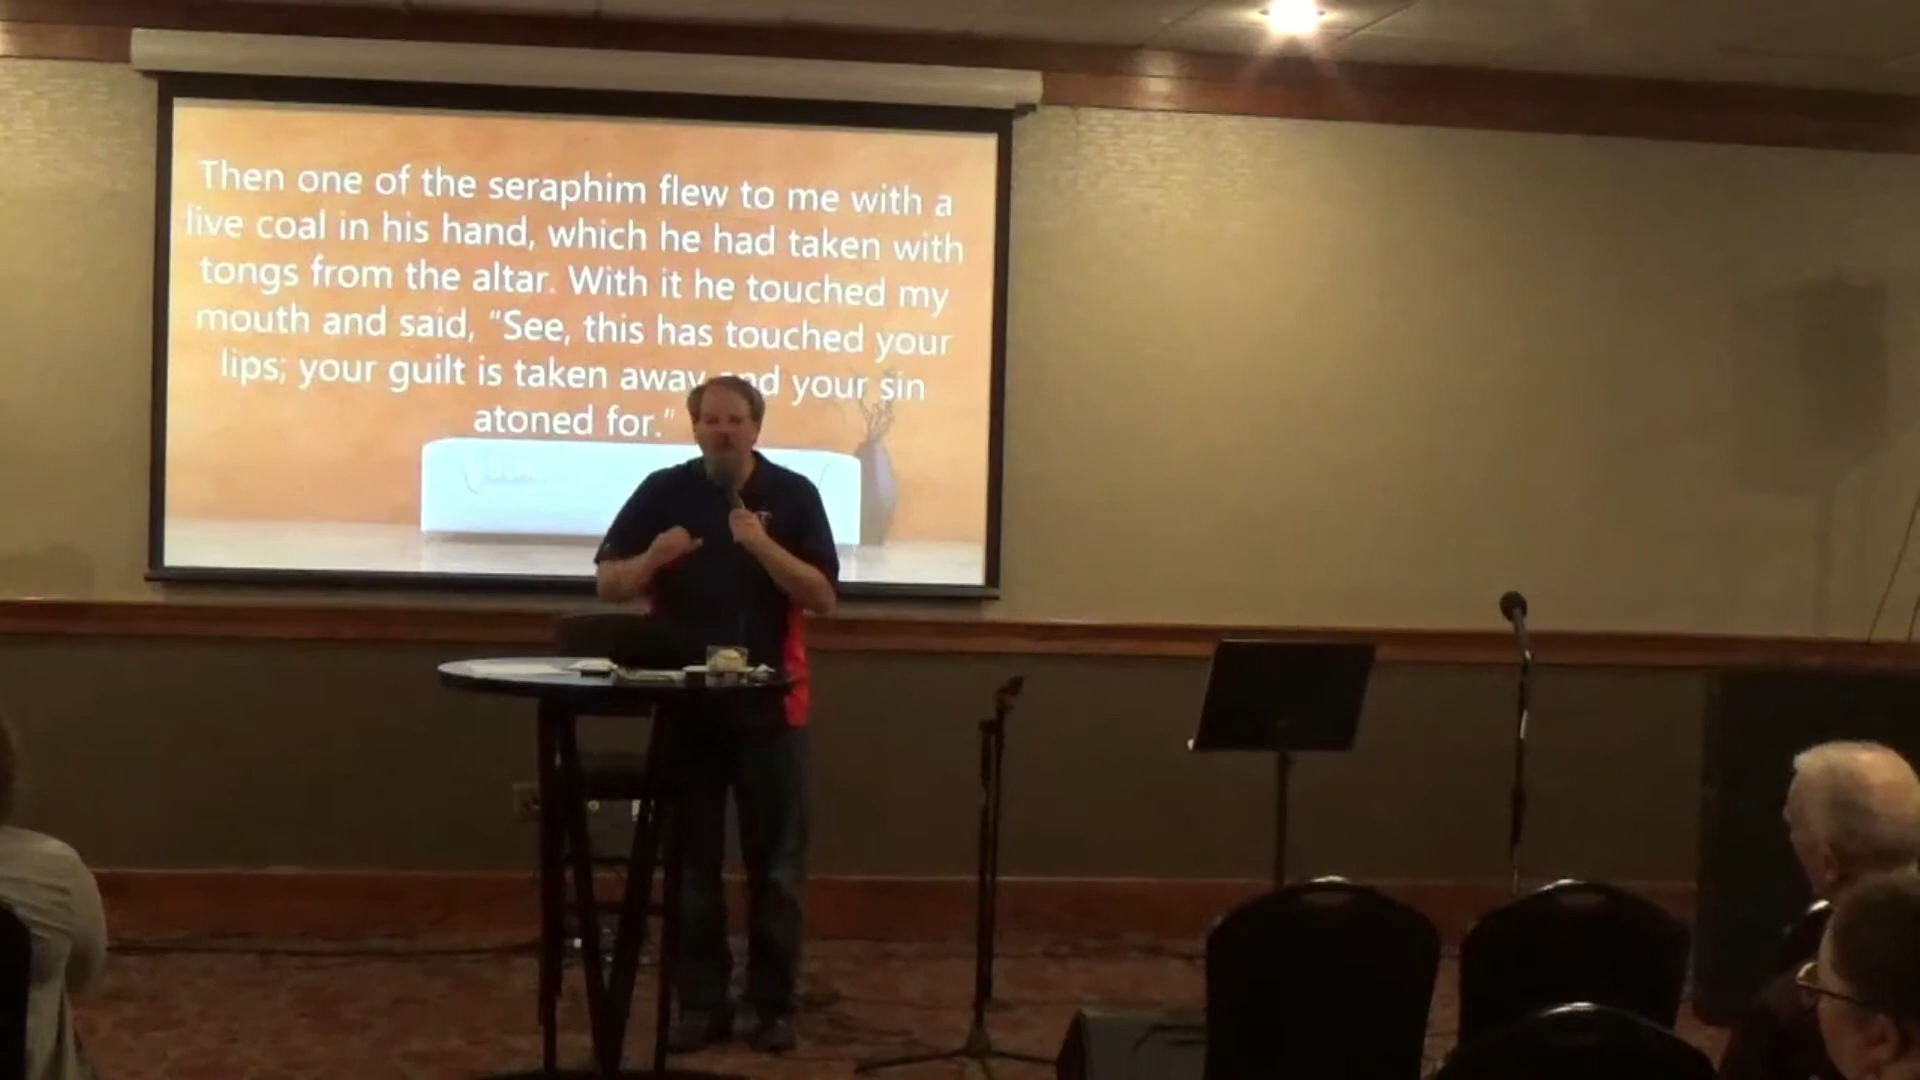 Then one of the seraphim flew to me with a
live coal in his hand, which he had taken with
tongs from the altar. With it he touched my
mouth and said, "See, this has touched your
lips; your guilt is taken away and your sin
atoned for."